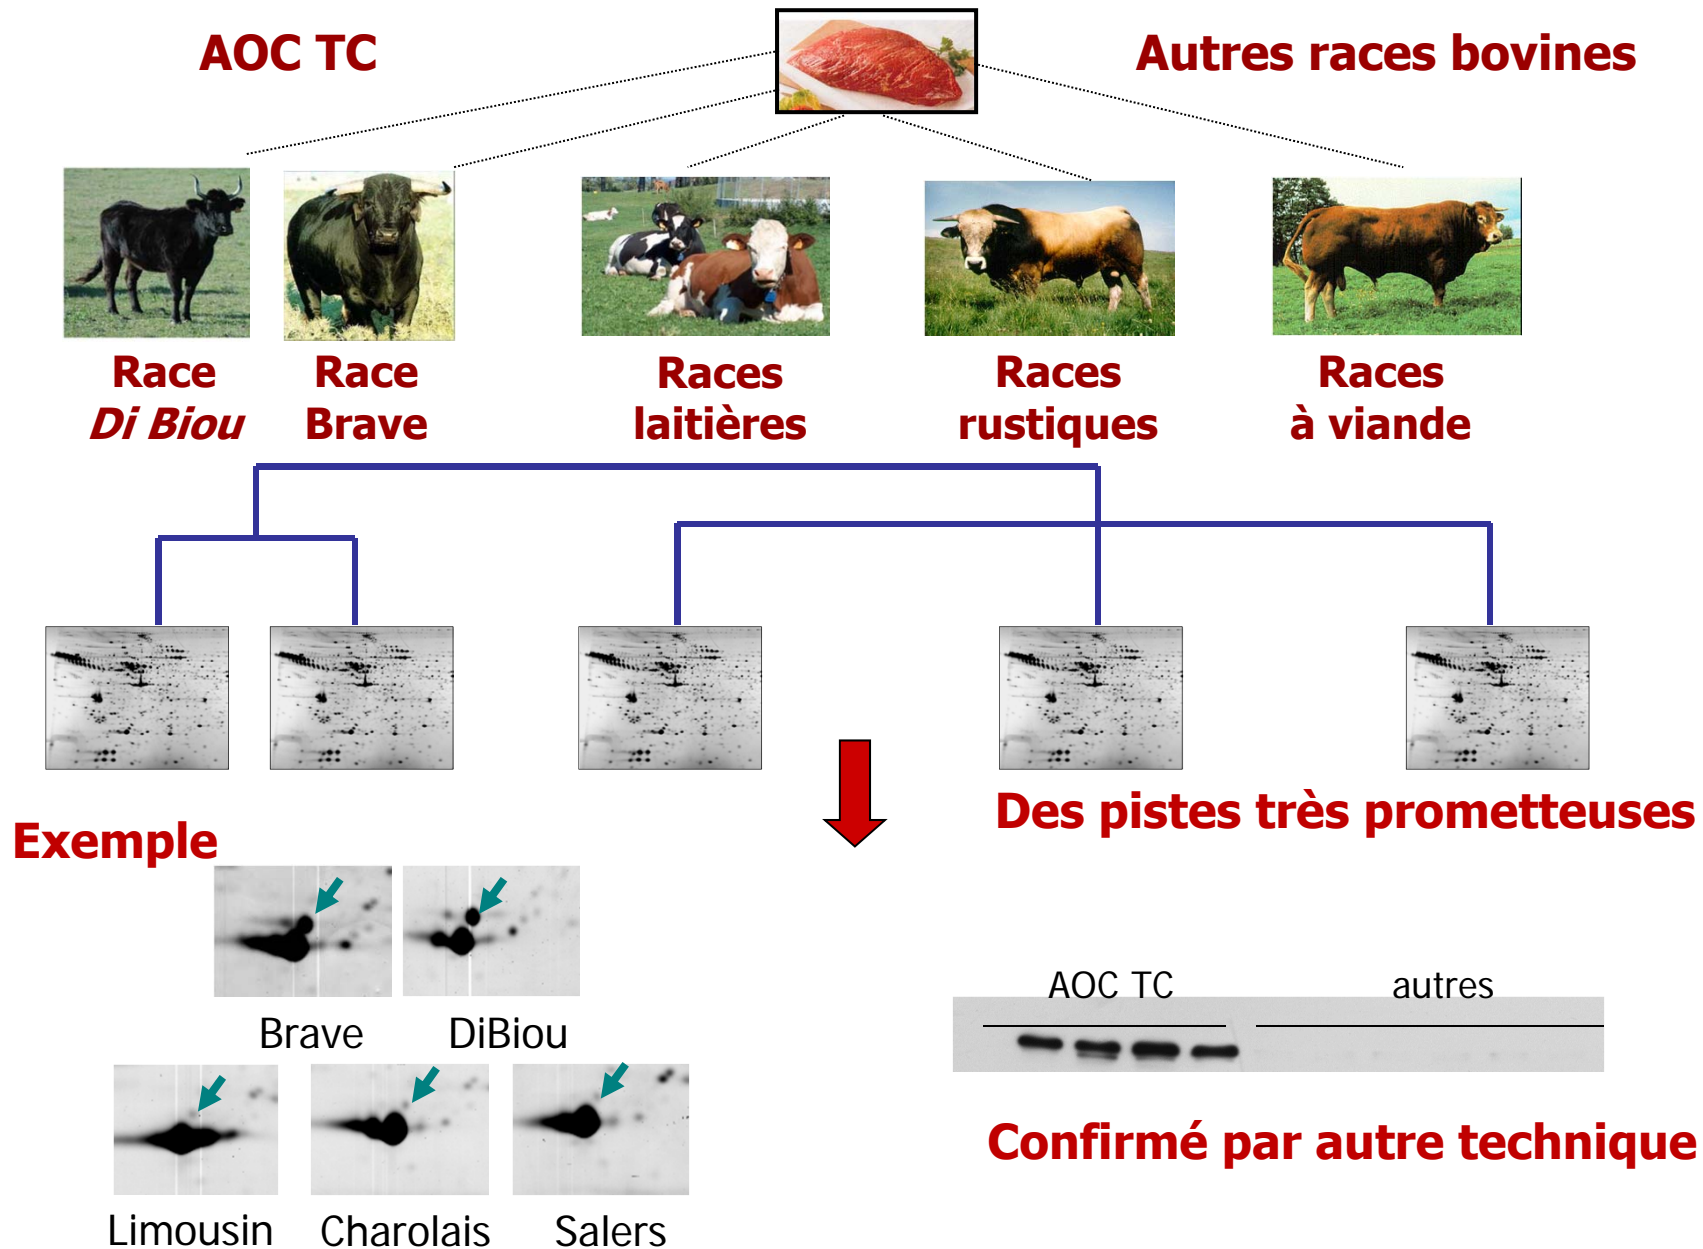 AOC TC
Autres races bovines
Race
Di Biou
Race
Brave
Races
laitières
Races
rustiques
Races
à viande
Des pistes très prometteuses
Exemple
Brave
DiBiou
Limousin
Charolais
Salers
AOC TC
autres
Confirmé par autre technique